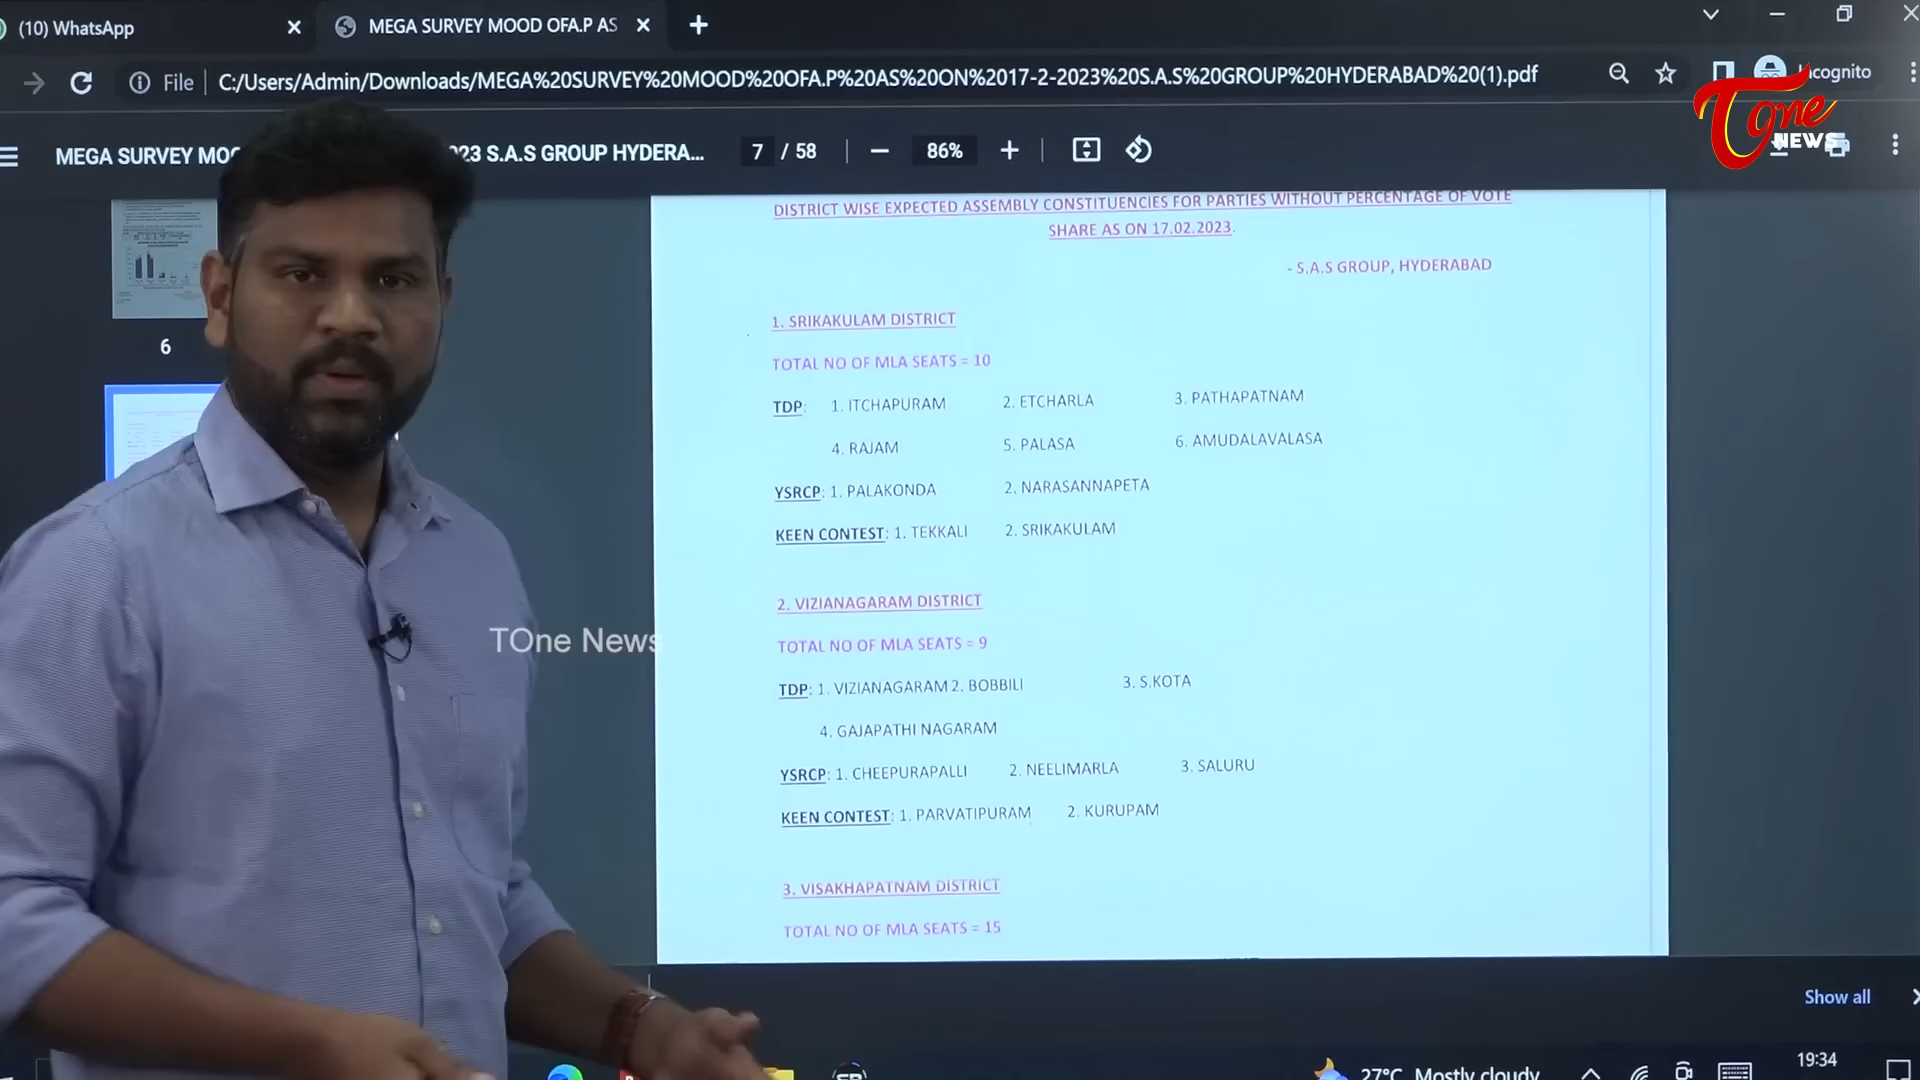 (10) WhatsApp
MEGA SURVEY MOOD OFA.P AS
File
C:/Users/Admin/Downloads/MEGA%20SURVEY%20MOOD%20OFA.P%20AS%20ON%2017-2-2023%20S.A.S%20GROUP%20HYDERABAD%20(1).pdf
Incognito
Tone
NEWS
MEGA SURVEY MO
23 S.A.S GROUP HYDERA...
7 / 58
86%
6
DISTRICT WISE EXPECTED ASSEMBLY CONSTITUENCIES FOR PARTIES WITHOUT PERCENTAGE OF VOTE
SHARE AS ON 17.02.2023.
- S.A.S GROUP, HYDERABAD
1. SRIKAKULAM DISTRICT
TOTAL NO OF MLA SEATS = 10
TDP: 1. ITCHAPURAM 2. ETCHARLA 3. PATHAPATNAM
4. RAJAM 5. PALASA 6. AMUDALAVALASA
YSRCP: 1. PALAKONDA 2. NARASANNAPETA
KEEN CONTEST: 1. TEKKALI 2. SRIKAKULAM
2. VIZIANAGARAM DISTRICT
TOTAL NO OF MLA SEATS = 9
TDP: 1. VIZIANAGARAM 2. BOBBILI 3. S.KOTA
4. GAJAPATHI NAGARAM
YSRCP: 1. CHEEPURAPALLI 2. NEELIMARLA 3. SALURU
KEEN CONTEST: 1. PARVATIPURAM 2. KURUPAM
3. VISAKHAPATNAM DISTRICT
TOTAL NO OF MLA SEATS = 15
TOne News
Show all
27°C Mostly cloudy
19:34